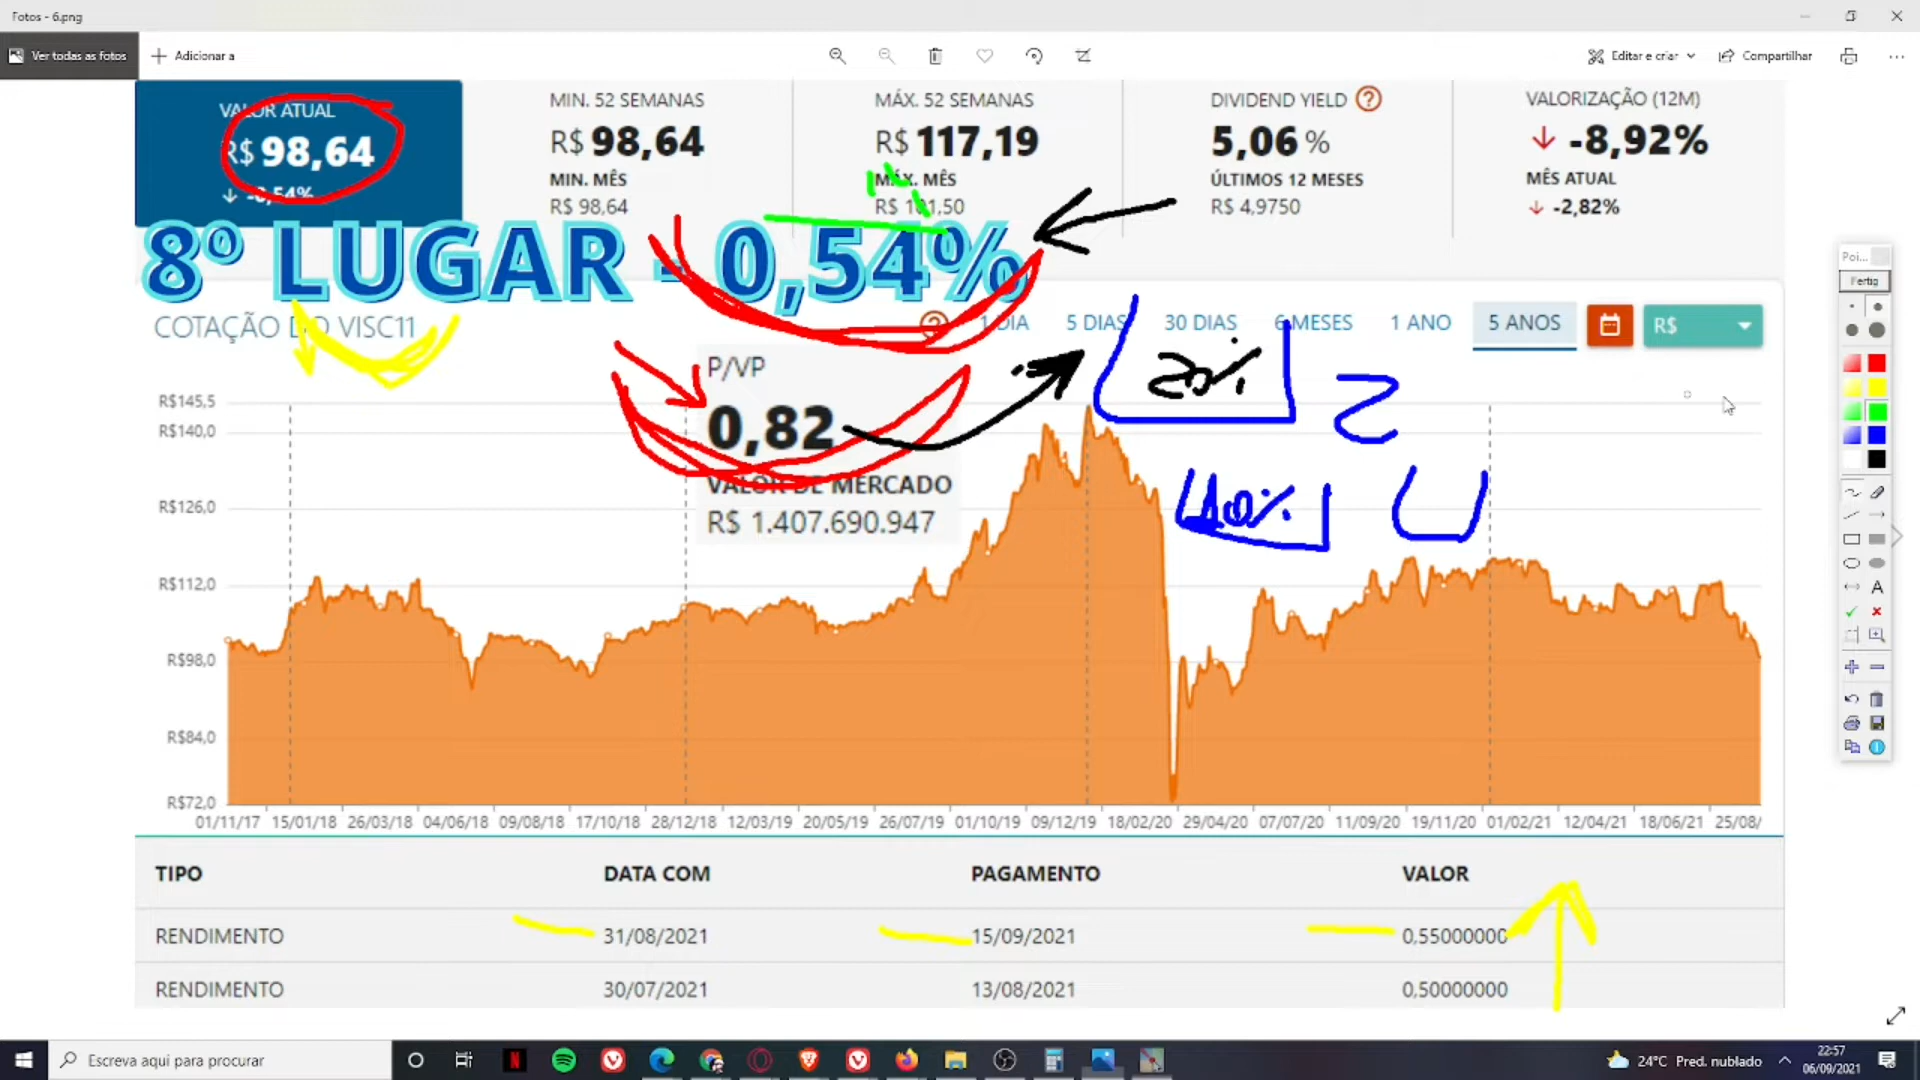 Fotos - 6.png
Ver todas as fotos
Adicionar a
Editar e criar
Compartilhar
VALOR ATUAL
R$ 98,64
-0,54%
MIN. 52 SEMANAS
R$ 98,64
MIN. MÊS
R$ 98,64
MÁX. 52 SEMANAS
R$ 117,19
MÁX. MÊS
R$ 101,50
DIVIDEND YIELD ?
5,06 %
ÚLTIMOS 12 MESES
R$ 4,9750
VALORIZAÇÃO (12M)
-8,92%
MÊS ATUAL
-2,82%
8º LUGAR - 0,54%
COTAÇÃO DO VISC11
? 1 DIA 5 DIAS 30 DIAS 6 MESES 1 ANO 5 ANOS R$
P/VP
0,82
VALOR DE MERCADO
R$ 1.407.690.947
20%
10%
R$145,5
R$140,0
R$126,0
R$112,0
R$98,0
R$84,0
R$72,0
01/11/17 15/01/18 26/03/18 04/06/18 09/08/18 17/10/18 28/12/18 12/03/19 20/05/19 26/07/19 01/10/19 09/12/19 18/02/20 29/04/20 07/07/20 11/09/20 19/11/20 01/02/21 12/04/21 18/06/21 25/08/
TIPO DATA COM PAGAMENTO VALOR
RENDIMENTO 31/08/2021 15/09/2021 0,55000000
RENDIMENTO 30/07/2021 13/08/2021 0,50000000
Poi...
Fertig
A
Escreva aqui para procurar
24°C Pred. nublado
22:57
06/09/2021